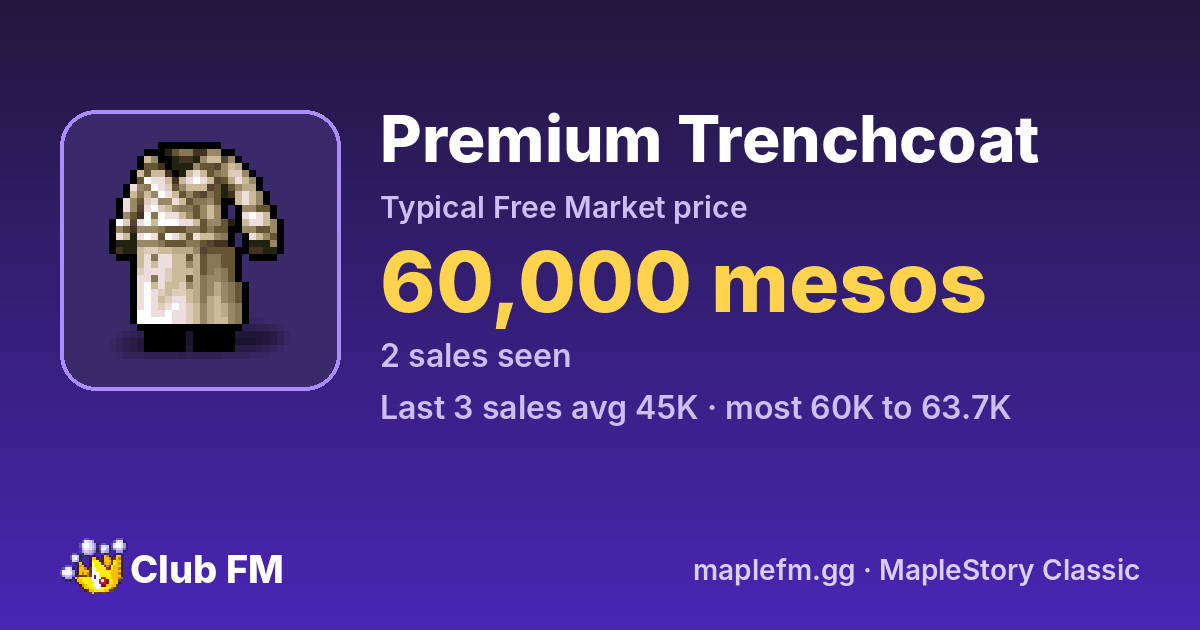 Premium Trenchcoat
Typical Free Market price
60,000 mesos
2 sales seen
Last 3 sales avg 45K · most 60K to 63.7K
Club FM
maplefm.gg · MapleStory Classic